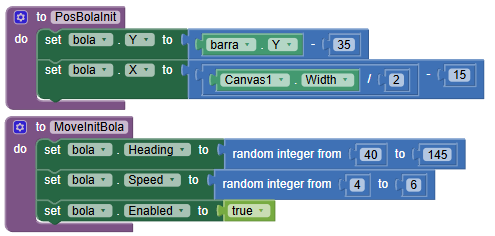 to PosBolaInit
do set bola . Y to barra . Y - 35
set bola . X to Canvas1 . Width / 2 - 15
to MoveInitBola
do set bola . Heading to random integer from 40 to 145
set bola . Speed to random integer from 4 to 6
set bola . Enabled to true